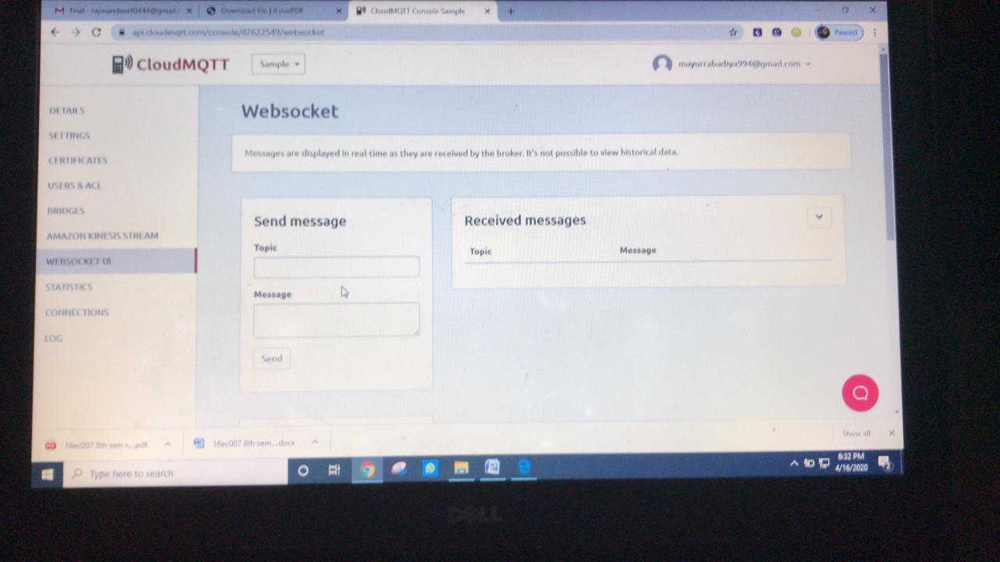 final - rajmandani40444@gmail.c
Download file | iLovePDF
CloudMQTT Console Sample
api.cloudmqtt.com/console/82622549/websocket
Paused
CloudMQTT
Sample
mayurrabadiya994@gmail.com
DETAILS
SETTINGS
CERTIFICATES
USERS & ACL
BRIDGES
AMAZON KINESIS STREAM
WEBSOCKET UI
STATISTICS
CONNECTIONS
LOG
Websocket
Messages are displayed in real-time as they are received by the broker. It's not possible to view historical data.
Send message
Topic
Message
Send
Received messages
Topic Message
16ec007 8th sem r....pdf
16ec007 8th sem....docx
Show all
Type here to search
6:32 PM
4/16/2020
2
DELL